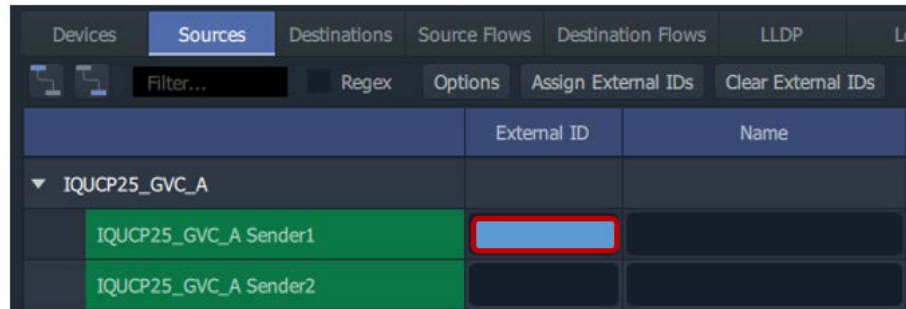 Devices Sources Destinations Source Flows Destination Flows LLDP
Filter... Regex Options Assign External IDs Clear External IDs
External ID Name
IQUCP25_GVC_A
IQUCP25_GVC_A Sender1
IQUCP25_GVC_A Sender2